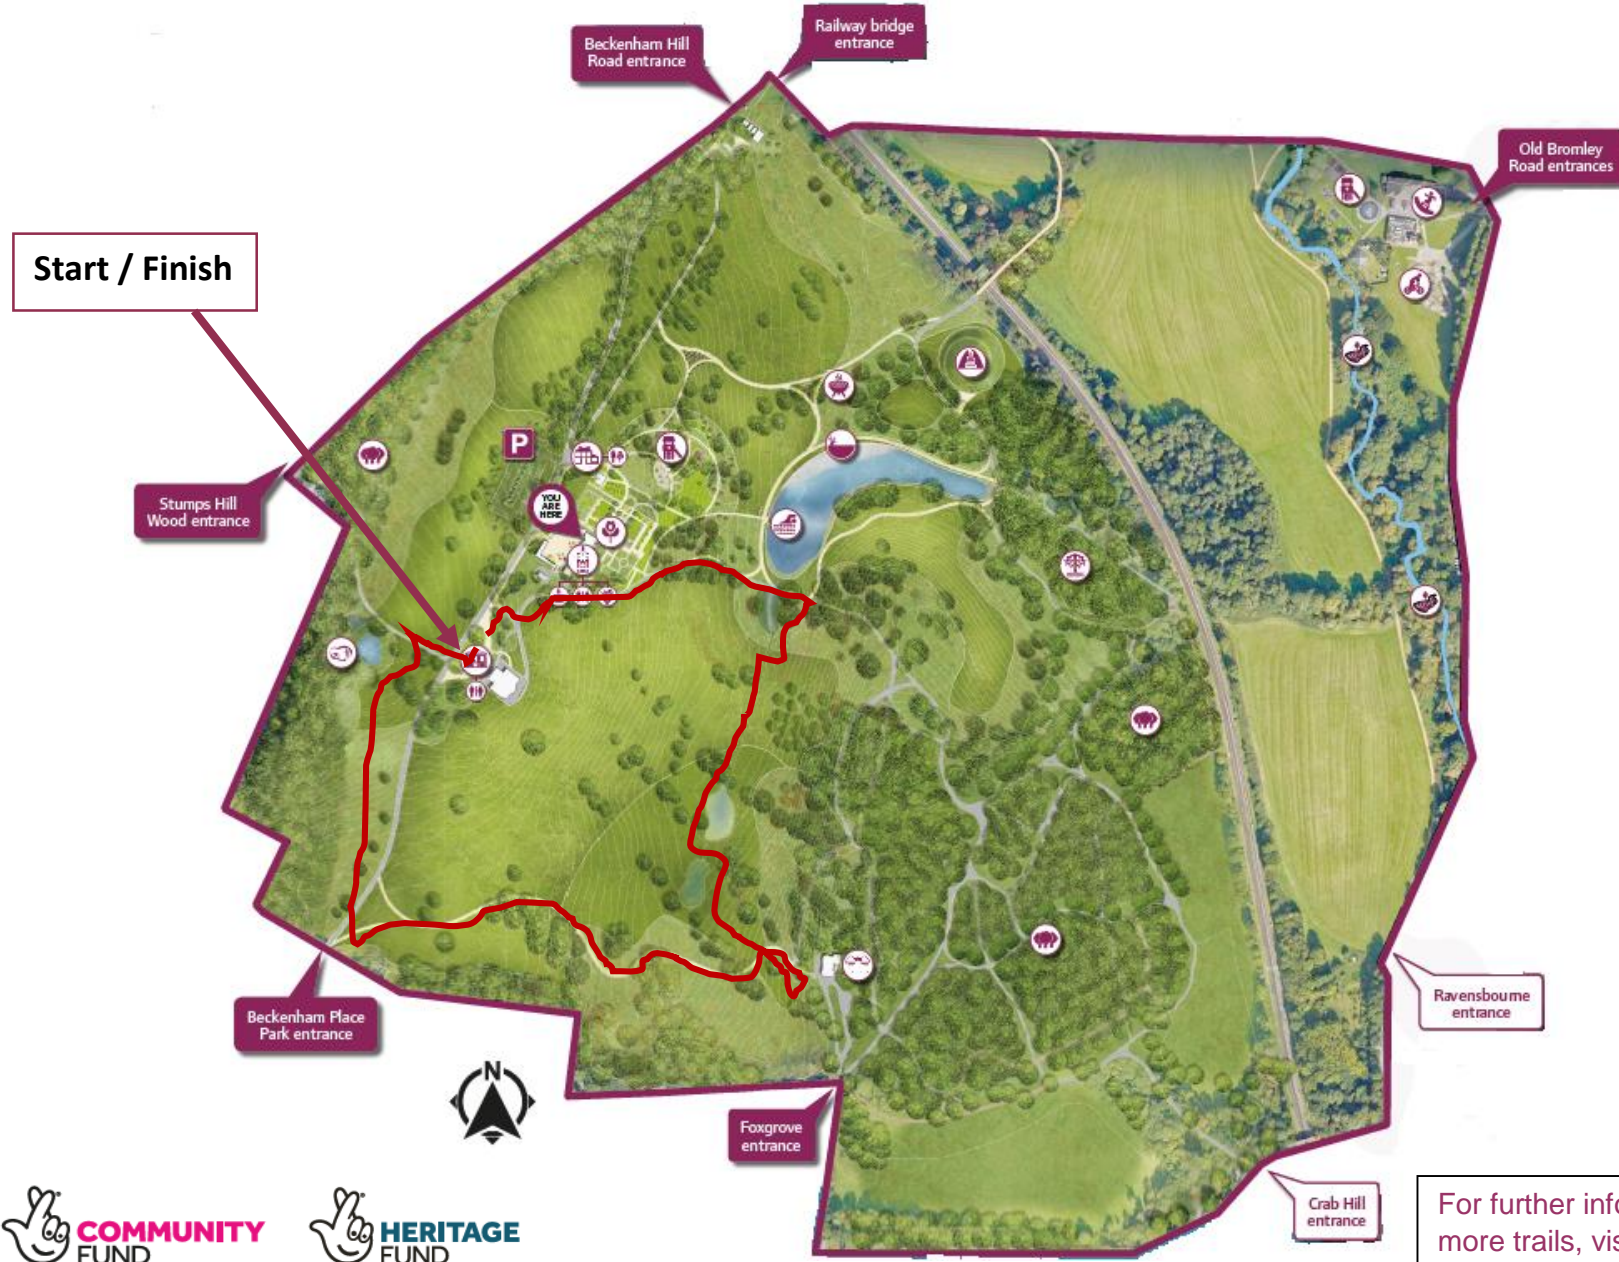 Railway bridge
entrance
Beckenham Hill
Road entrance
Old Bromley
Road entrances
Start / Finish
P
YOU
ARE
HERE
Stumps Hill
Wood entrance
Beckenham Place
Park entrance
N
Ravensbourne
entrance
Foxgrove
entrance
Crab Hill
entrance
COMMUNITY
FUND
HERITAGE
FUND
For further info
more trails, vis